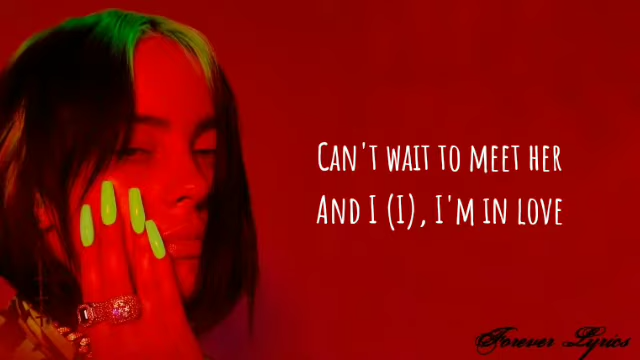 Can't wait to meet her
And I (I), I'm in love
Forever Lyrics